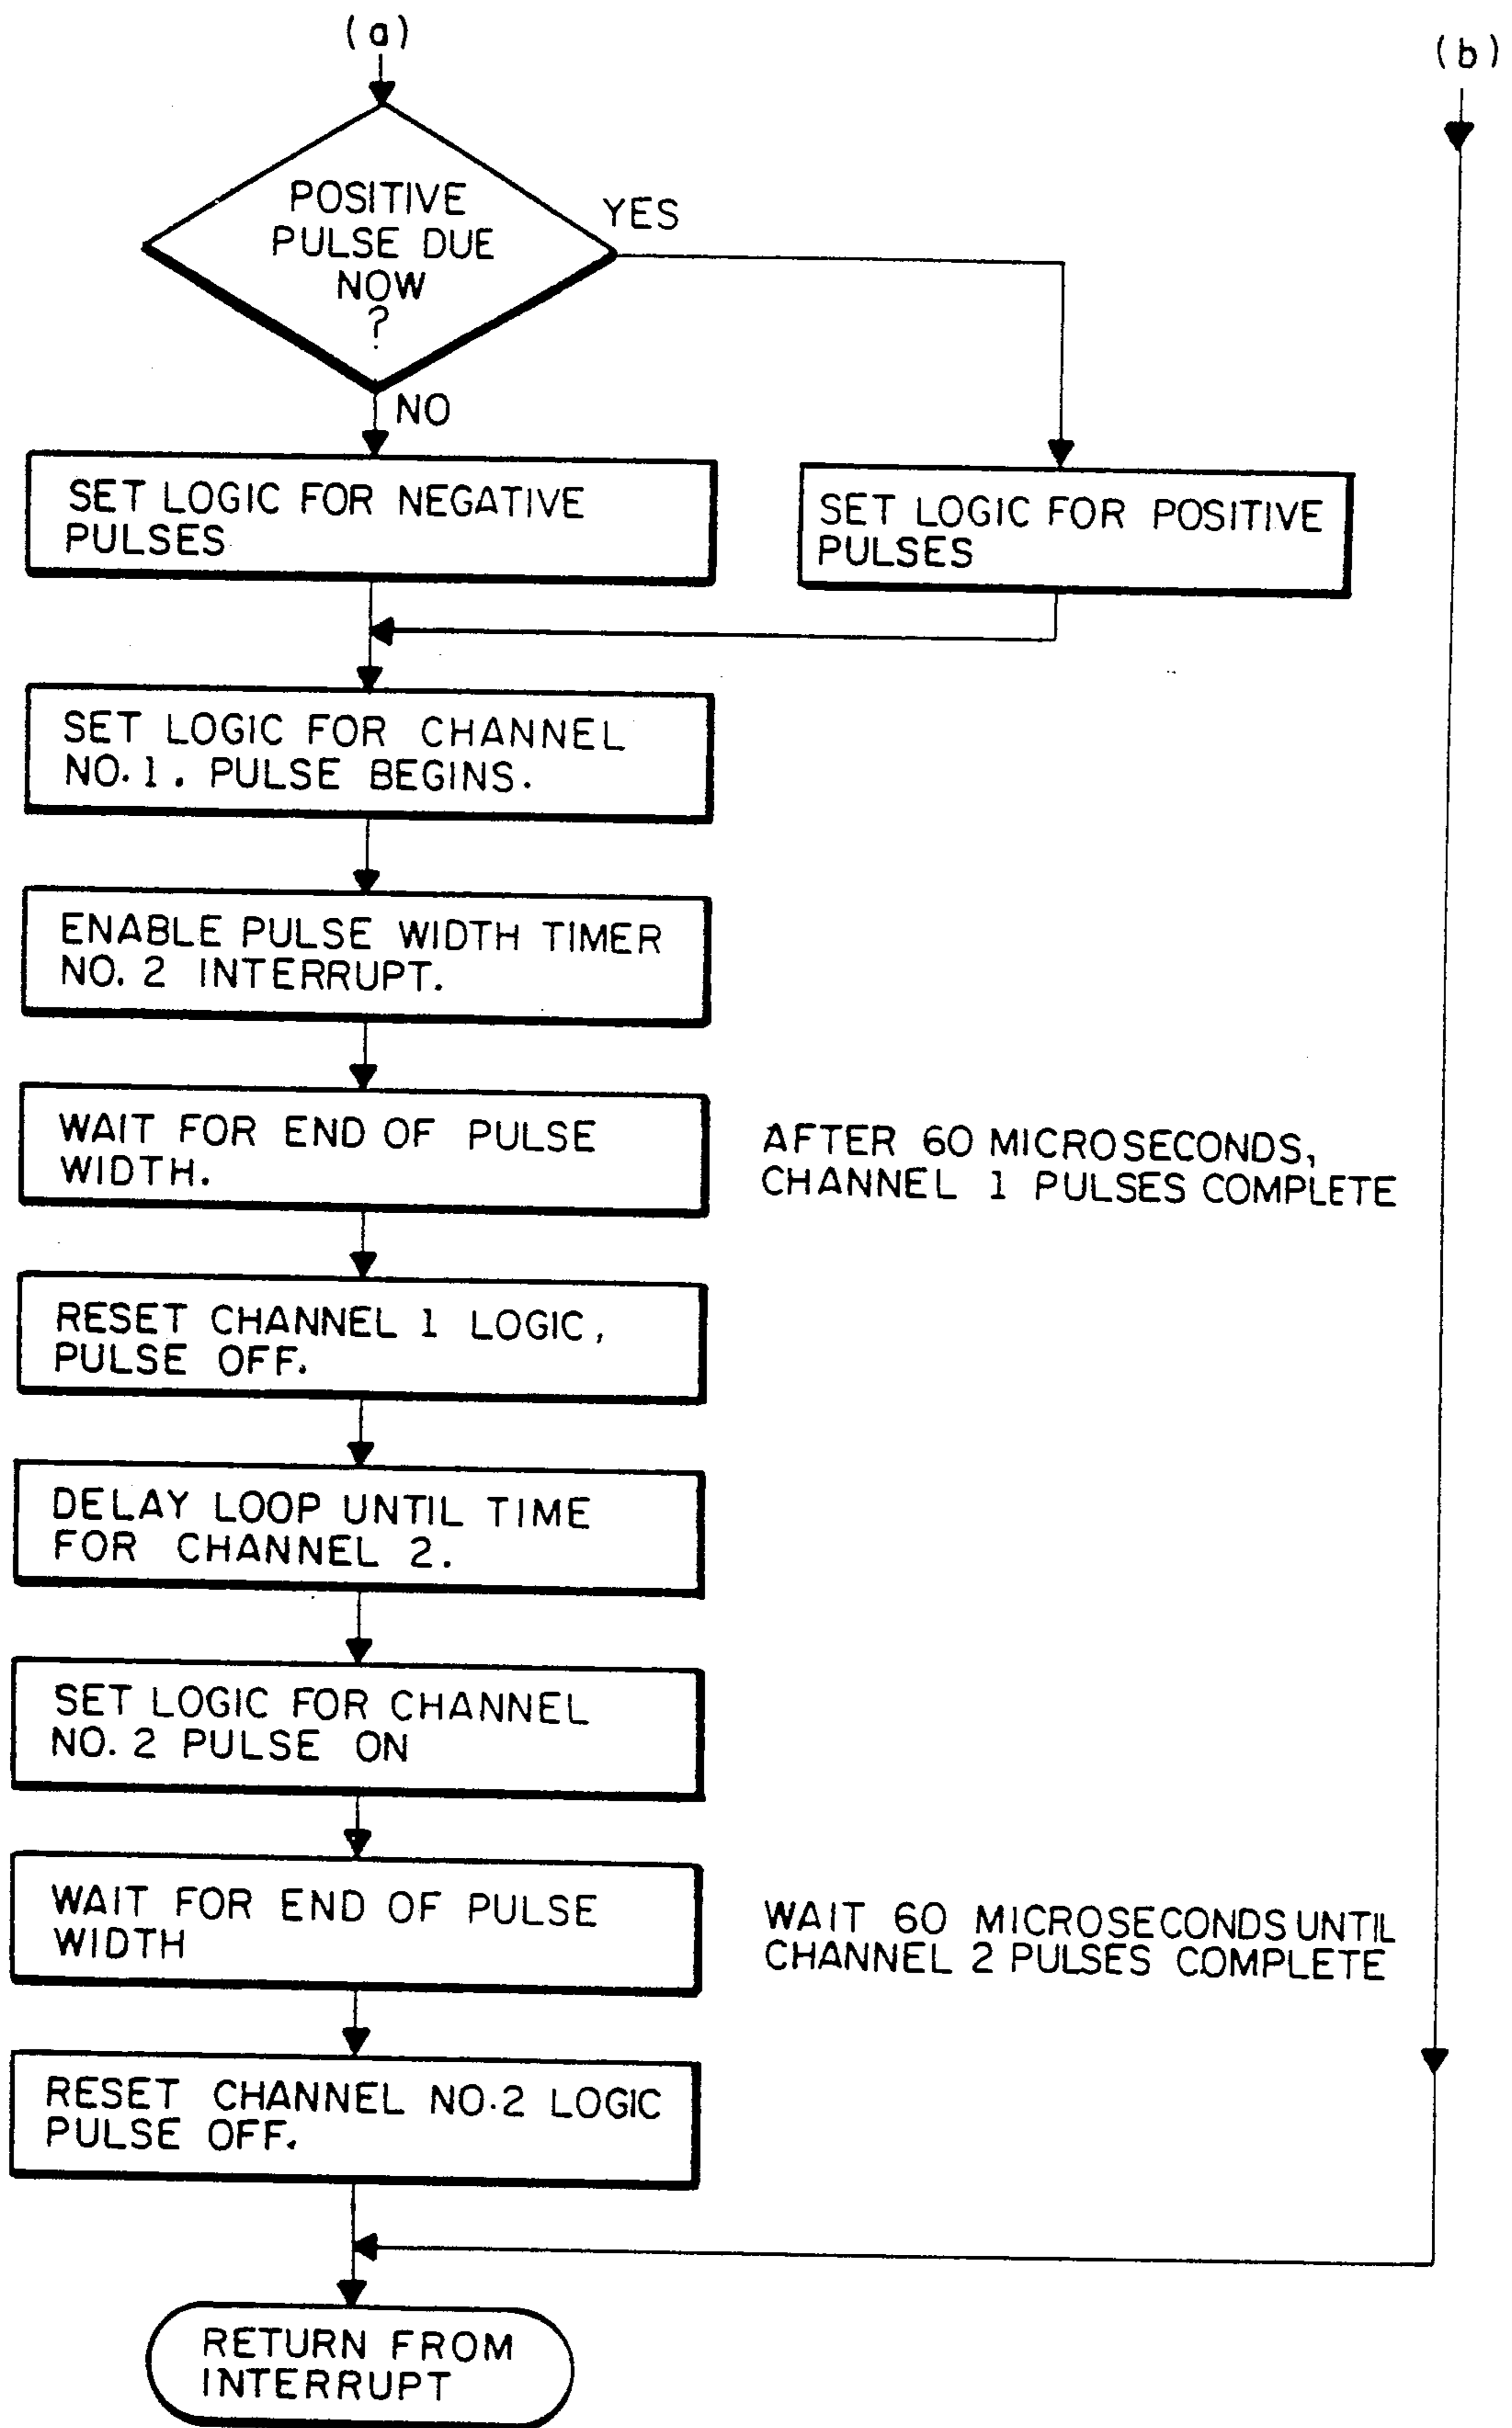 (a)
(b)
POSITIVE
PULSE DUE
NOW
?
YES
NO
SET LOGIC FOR NEGATIVE
PULSES
SET LOGIC FOR POSITIVE
PULSES
SET LOGIC FOR CHANNEL
NO. 1. PULSE BEGINS.
ENABLE PULSE WIDTH TIMER
NO. 2 INTERRUPT.
WAIT FOR END OF PULSE
WIDTH.
AFTER 60 MICROSECONDS,
CHANNEL 1 PULSES COMPLETE
RESET CHANNEL 1 LOGIC,
PULSE OFF.
DELAY LOOP UNTIL TIME
FOR CHANNEL 2.
SET LOGIC FOR CHANNEL
NO. 2 PULSE ON
WAIT FOR END OF PULSE
WIDTH
WAIT 60 MICROSECONDS UNTIL
CHANNEL 2 PULSES COMPLETE
RESET CHANNEL NO. 2 LOGIC
PULSE OFF.
RETURN FROM
INTERRUPT